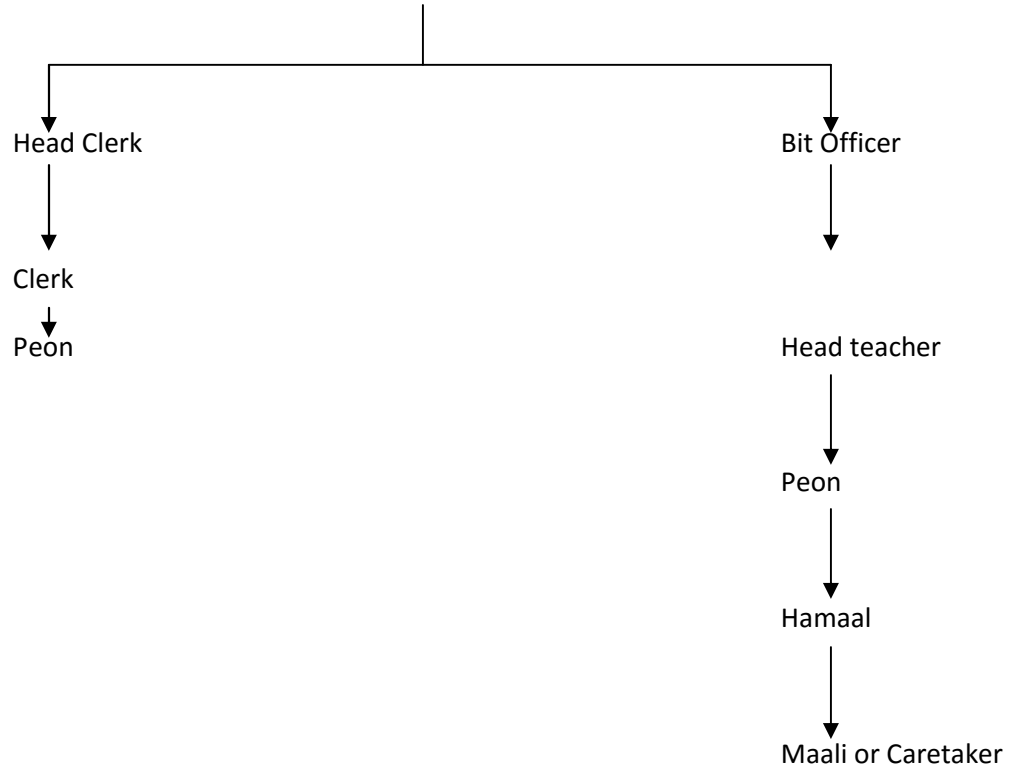 Head Clerk
Bit Officer
Clerk
Peon
Head teacher
Peon
Hamaal
Maali or Caretaker